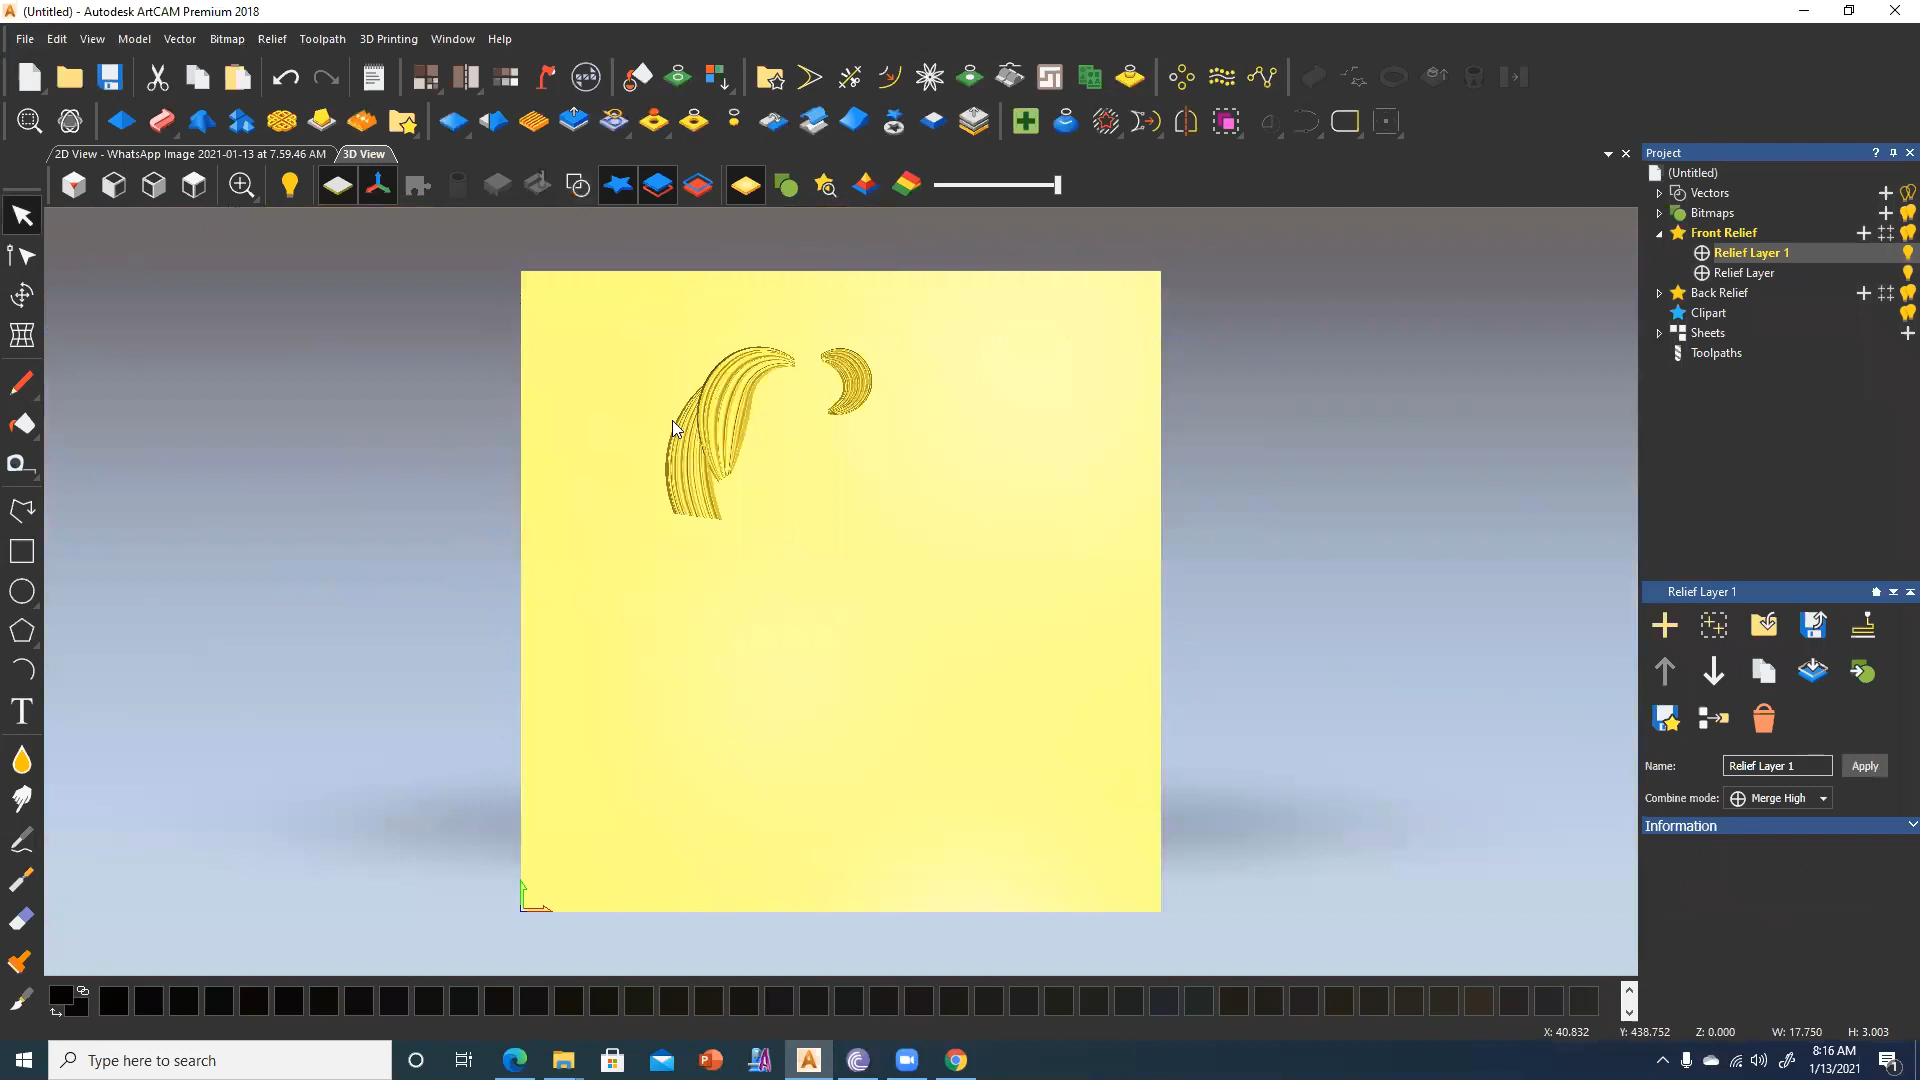 (Untitled) - Autodesk ArtCAM Premium 2018
File Edit View Model Vector Bitmap Relief Toolpath 3D Printing Window Help
2D View - WhatsApp Image 2021-01-13 at 7.59.46 AM 3D View
Project
(Untitled)
Vectors
Bitmaps
Front Relief
Relief Layer 1
Relief Layer
Back Relief
Clipart
Sheets
Toolpaths
Relief Layer 1
Name: Relief Layer 1 Apply
Combine mode: Merge High
Information
X: 40.832 Y: 438.752 Z: 0.000 W: 17.750 H: 3.003
Type here to search
8:16 AM
1/13/2021